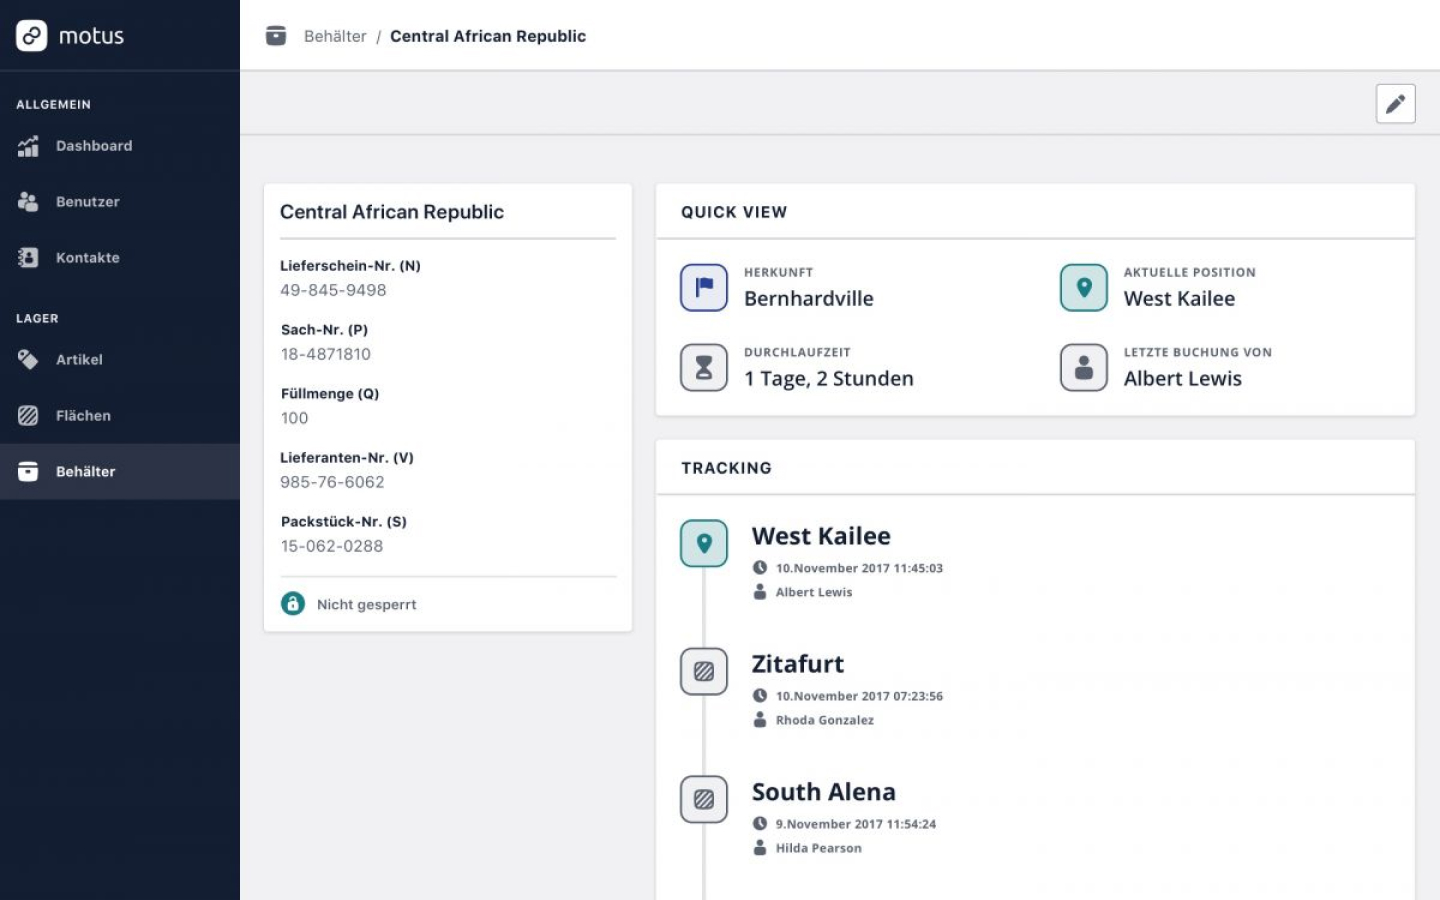 motus
ALLGEMEIN
Dashboard
Benutzer
Kontakte
LAGER
Artikel
Flächen
Behälter
Behälter / Central African Republic
Central African Republic
Lieferschein-Nr. (N)
49-845-9498
Sach-Nr. (P)
18-4871810
Füllmenge (Q)
100
Lieferanten-Nr. (V)
985-76-6062
Packstück-Nr. (S)
15-062-0288
Nicht gesperrt
QUICK VIEW
HERKUNFT
Bernhardville
AKTUELLE POSITION
West Kailee
DURCHLAUFZEIT
1 Tage, 2 Stunden
LETZTE BUCHUNG VON
Albert Lewis
TRACKING
West Kailee
10.November 2017 11:45:03
Albert Lewis
Zitafurt
10.November 2017 07:23:56
Rhoda Gonzalez
South Alena
9.November 2017 11:54:24
Hilda Pearson